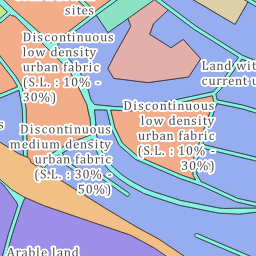 sites
Discontinuous
low density
urban fabric
(S.L. : 10% -
30%)
Land wit
current u
Discontinuous
low density
urban fabric
(S.L. : 10% -
30%)
Discontinuous
medium density
urban fabric
(S.L. : 30% -
50%)
Arable land